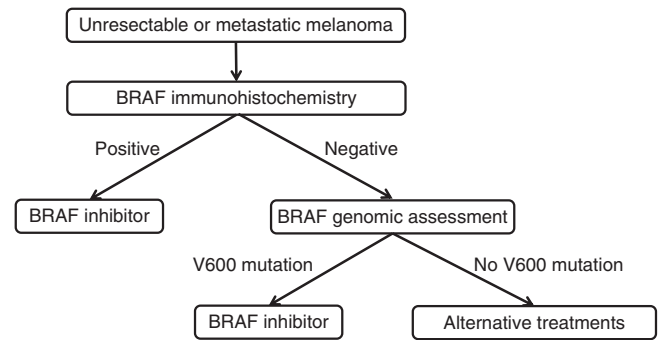 Unresectable or metastatic melanoma
BRAF immunohistochemistry
Positive
Negative
BRAF inhibitor
BRAF genomic assessment
V600 mutation
No V600 mutation
BRAF inhibitor
Alternative treatments